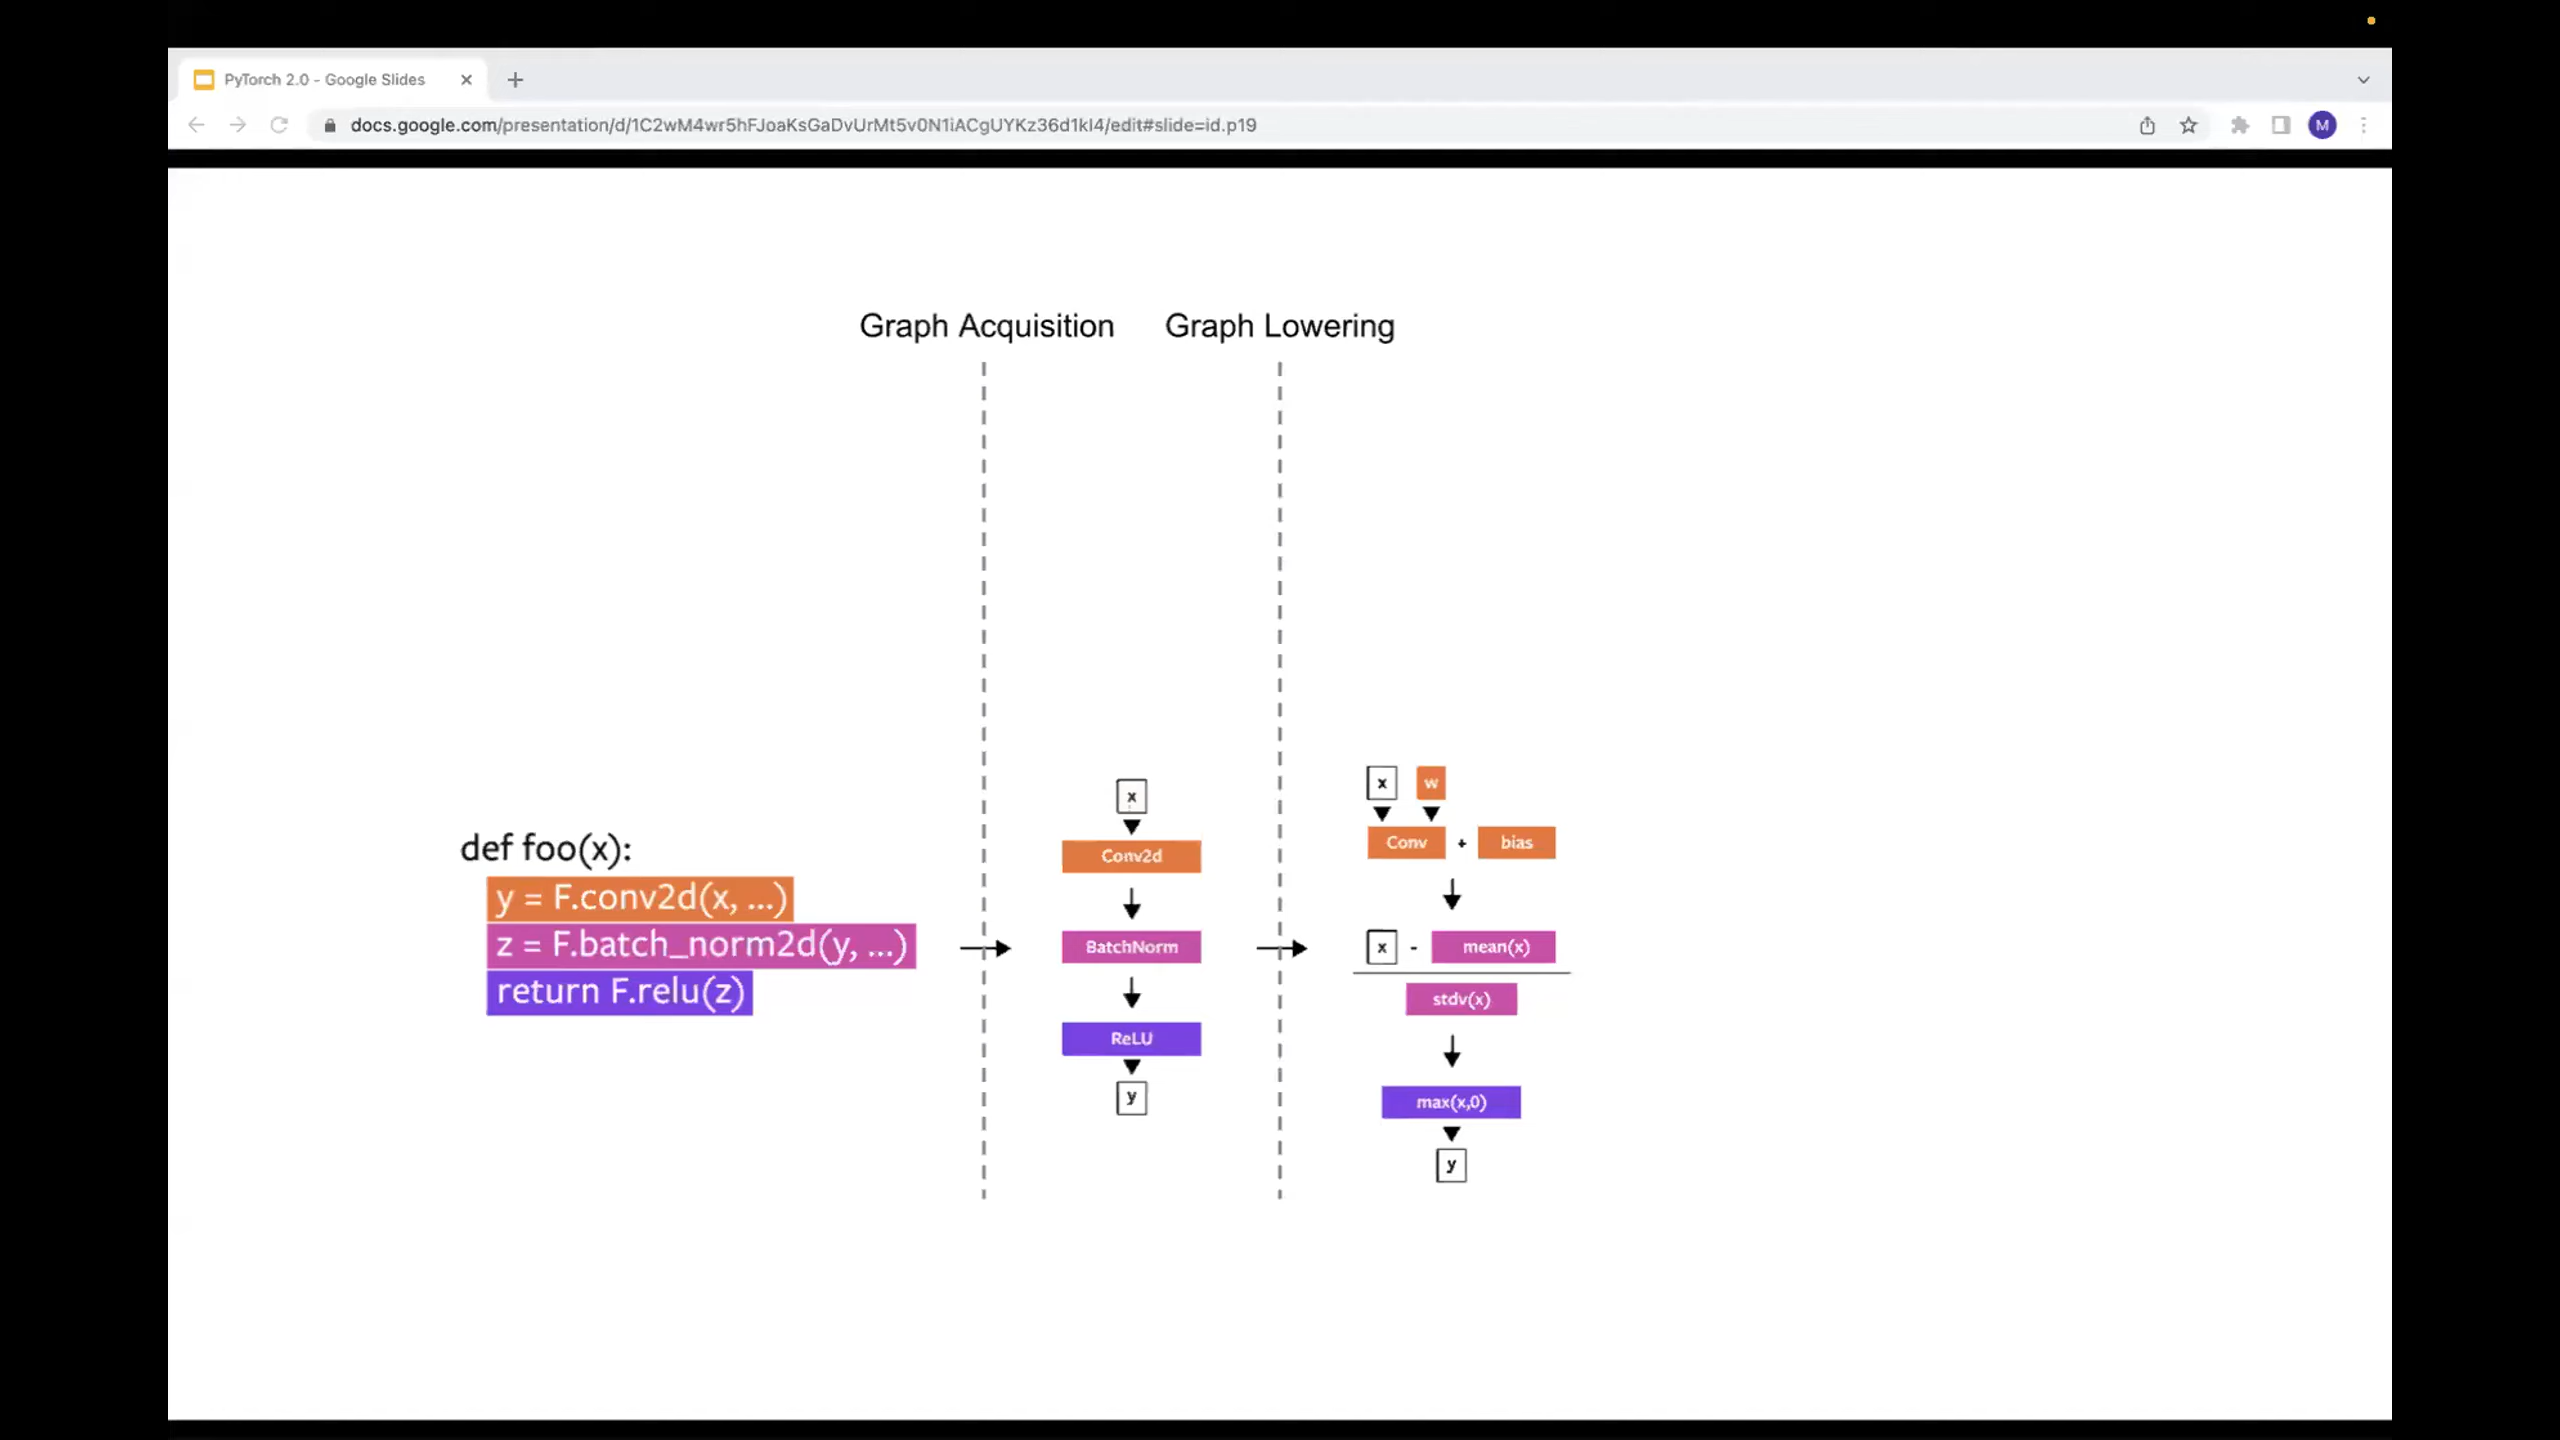 PyTorch 2.0 - Google Slides
docs.google.com/presentation/d/1C2wM4wr5hFJoaKsGaDvUrMt5v0N1iACgUYKz36d1kI4/edit#slide=id.p19
M
Graph Acquisition
Graph Lowering
def foo(x):
y = F.conv2d(x, ...)
z = F.batch_norm2d(y, ...)
return F.relu(z)
x
Conv2d
BatchNorm
ReLU
y
x w
Conv + bias
x - mean(x)
stdv(x)
max(x,0)
y